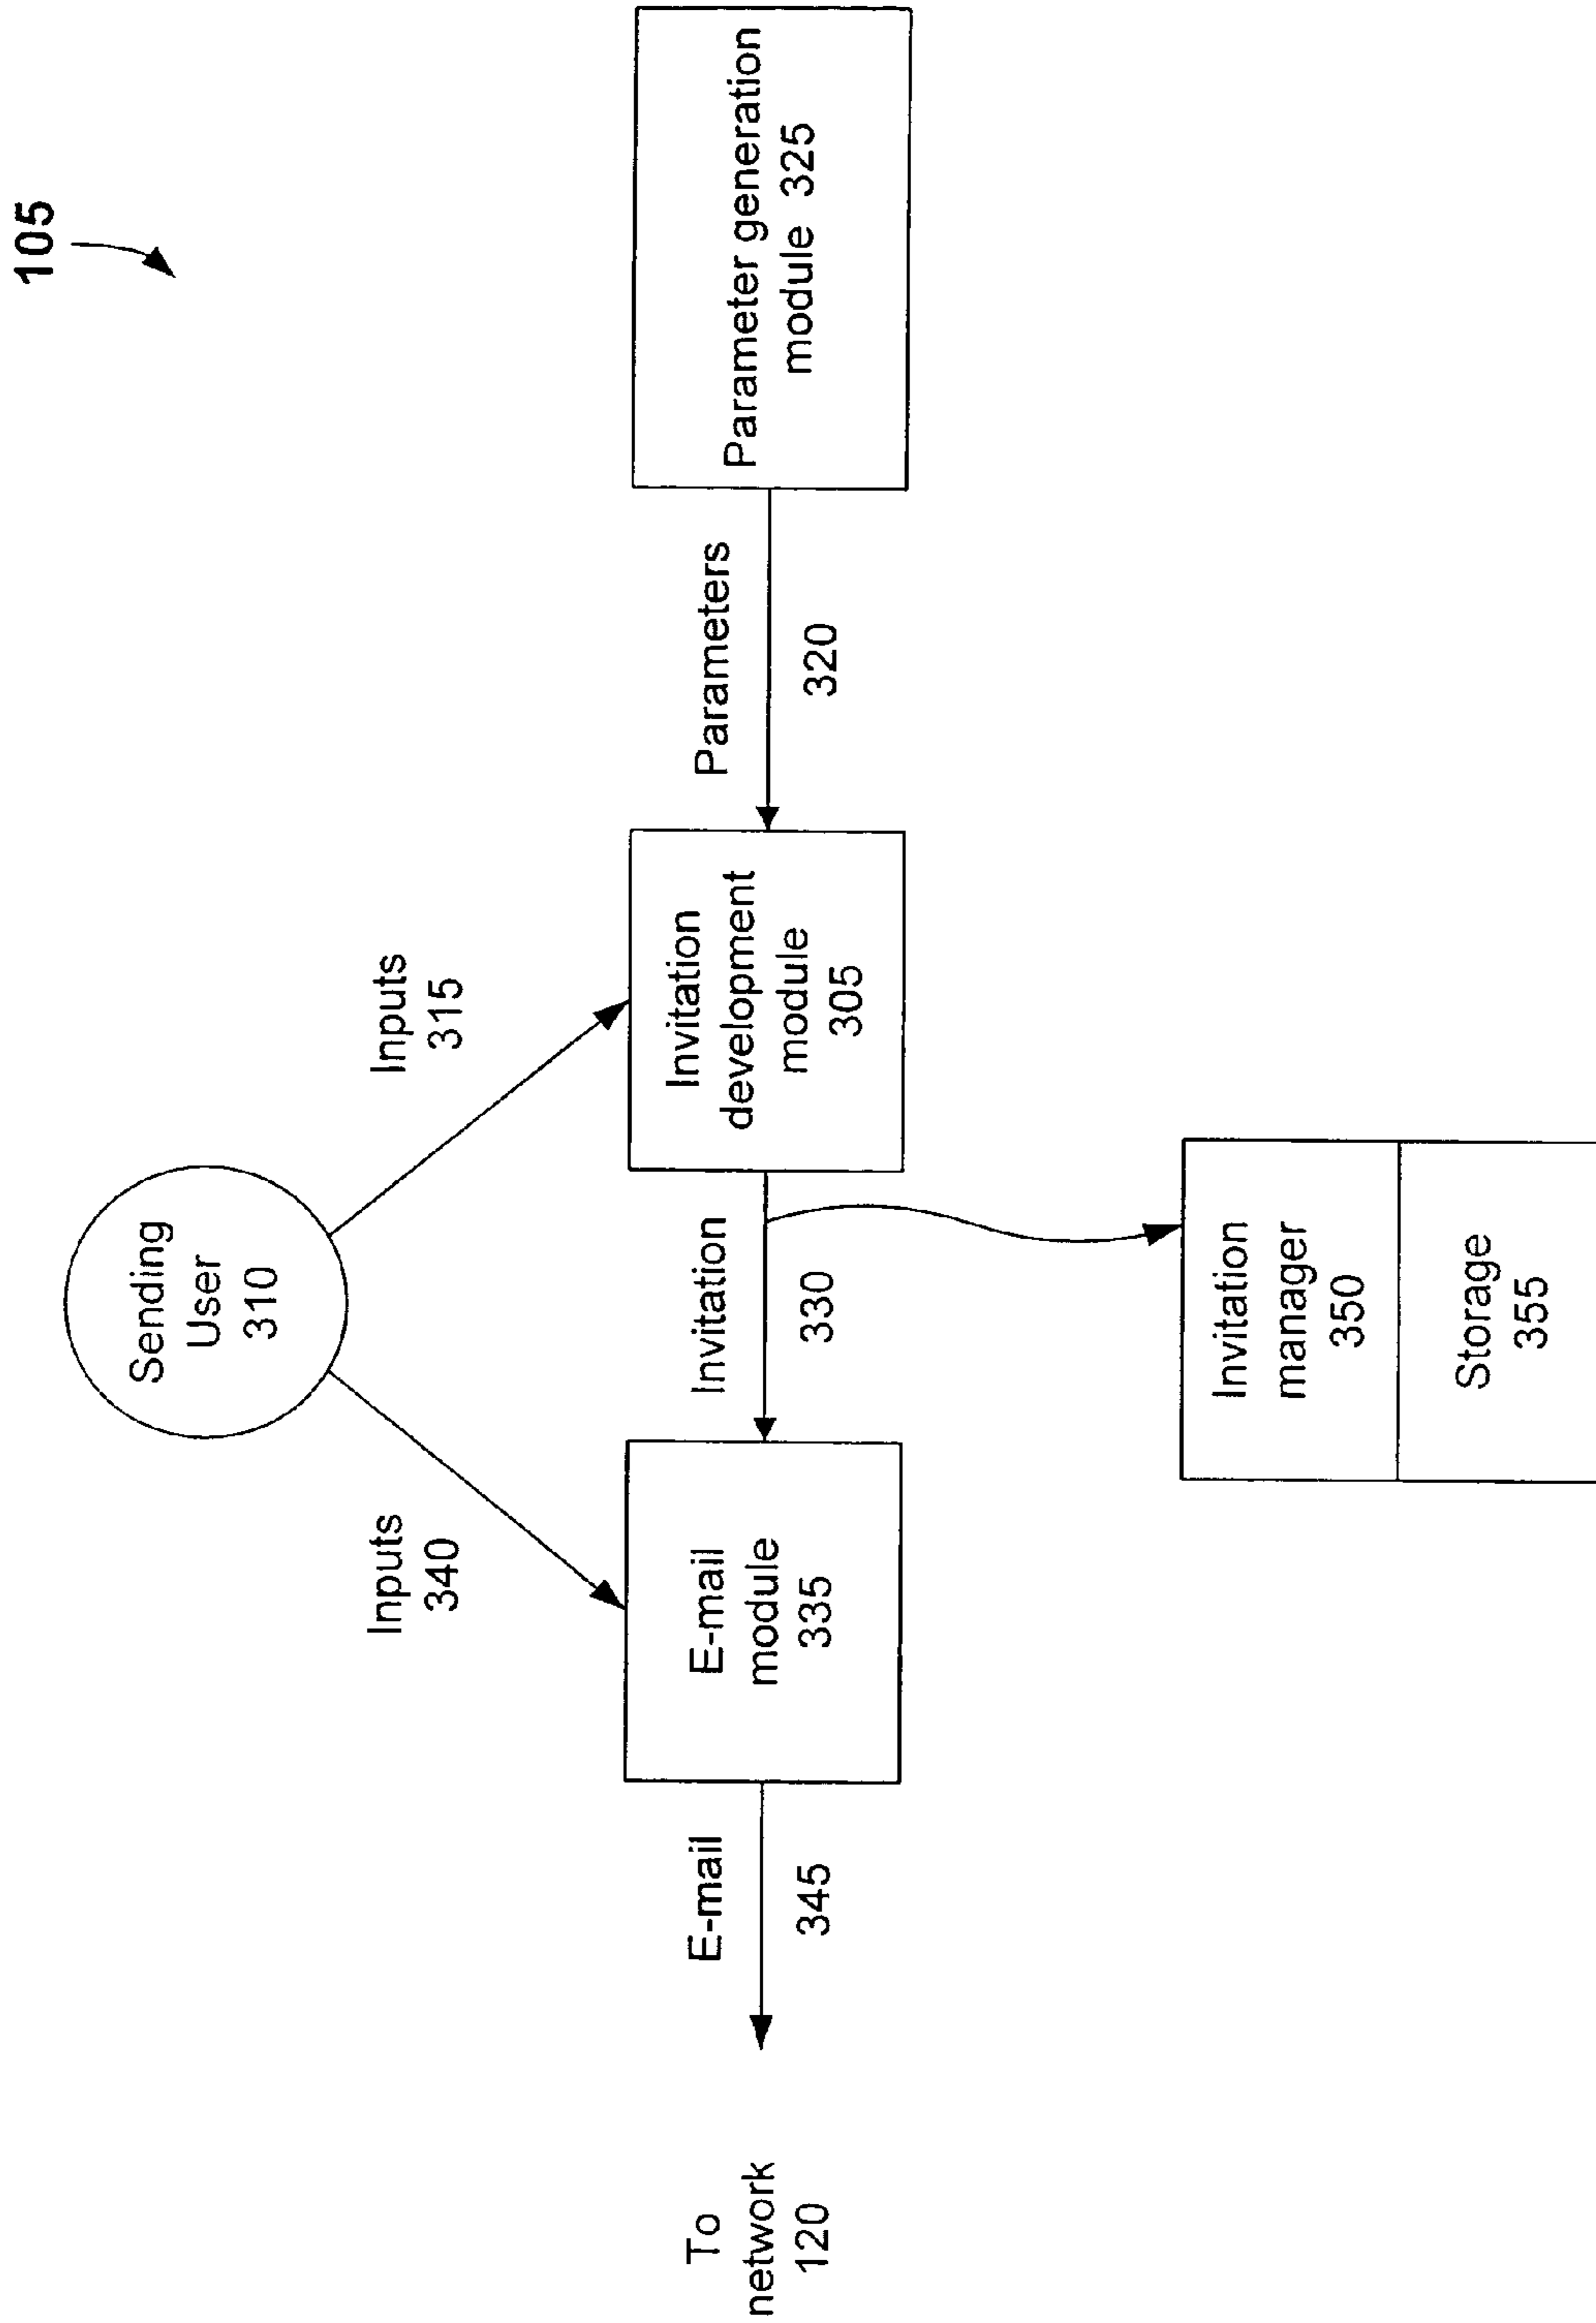 105
Sending
User
310
Inputs
340
Inputs
315
To
network
120
E-mail
345
E-mail
module
335
Invitation
330
Invitation
development
module
305
Parameters
320
Parameter generation
module 325
Invitation
manager
350
Storage
355